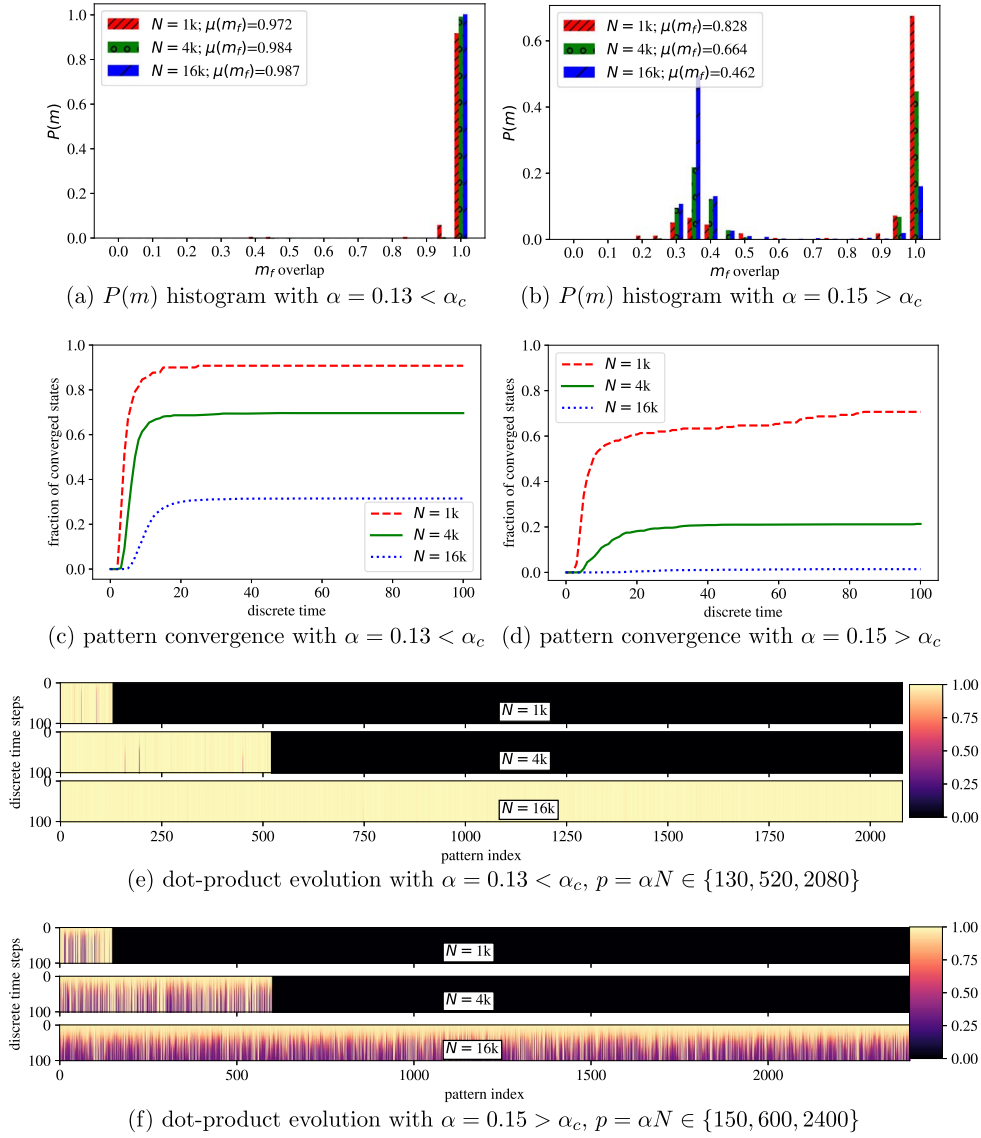 N = 1k; μ(m_f)=0.972
N = 4k; μ(m_f)=0.984
N = 16k; μ(m_f)=0.987
P(m)
1.0
0.8
0.6
0.4
0.2
0.0
0.0 0.1 0.2 0.3 0.4 0.5 0.6 0.7 0.8 0.9 1.0
m_f overlap
(a) P(m) histogram with α = 0.13 < α_c
N = 1k; μ(m_f)=0.828
N = 4k; μ(m_f)=0.664
N = 16k; μ(m_f)=0.462
P(m)
0.6
0.4
0.2
0.0
0.0 0.1 0.2 0.3 0.4 0.5 0.6 0.7 0.8 0.9 1.0
m_f overlap
(b) P(m) histogram with α = 0.15 > α_c
fraction of converged states
1.0
0.8
0.6
0.4
0.2
0.0
N = 1k
N = 4k
N = 16k
0 20 40 60 80 100
discrete time
(c) pattern convergence with α = 0.13 < α_c
fraction of converged states
1.0
0.8
0.6
0.4
0.2
0.0
N = 1k
N = 4k
N = 16k
0 20 40 60 80 100
discrete time
(d) pattern convergence with α = 0.15 > α_c
discrete time steps
0
N = 1k
100
0
N = 4k
100
0
N = 16k
100
0 250 500 750 1000 1250 1500 1750 2000
pattern index
1.00
0.75
0.50
0.25
0.00
(e) dot-product evolution with α = 0.13 < α_c, p = αN ∈ {130, 520, 2080}
discrete time steps
0
N = 1k
100
0
N = 4k
100
0
N = 16k
100
0 500 1000 1500 2000
pattern index
1.00
0.75
0.50
0.25
0.00
(f) dot-product evolution with α = 0.15 > α_c, p = αN ∈ {150, 600, 2400}